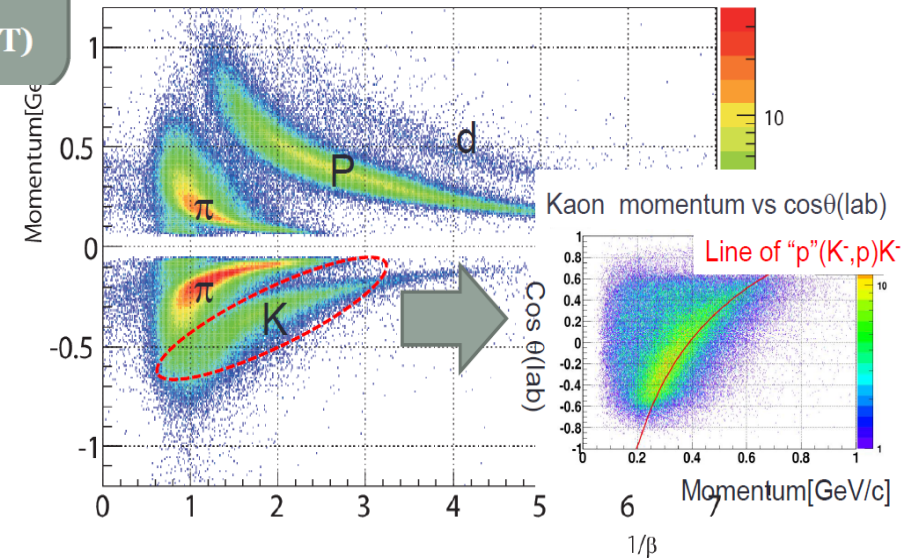 T)
Momentum[Ge
1
0.5
0
-0.5
-1
π
P
d
π
K
0
1
2
3
4
5
6
7
1/β
10
Kaon momentum vs cosθ(lab)
Line of “p”(K-,p)K-
Cos θ(lab)
1
0.8
0.6
0.4
0.2
0
-0.2
-0.4
-0.6
-0.8
-1
0
0.2
0.4
0.6
0.8
1
10
1
Momentum[GeV/c]